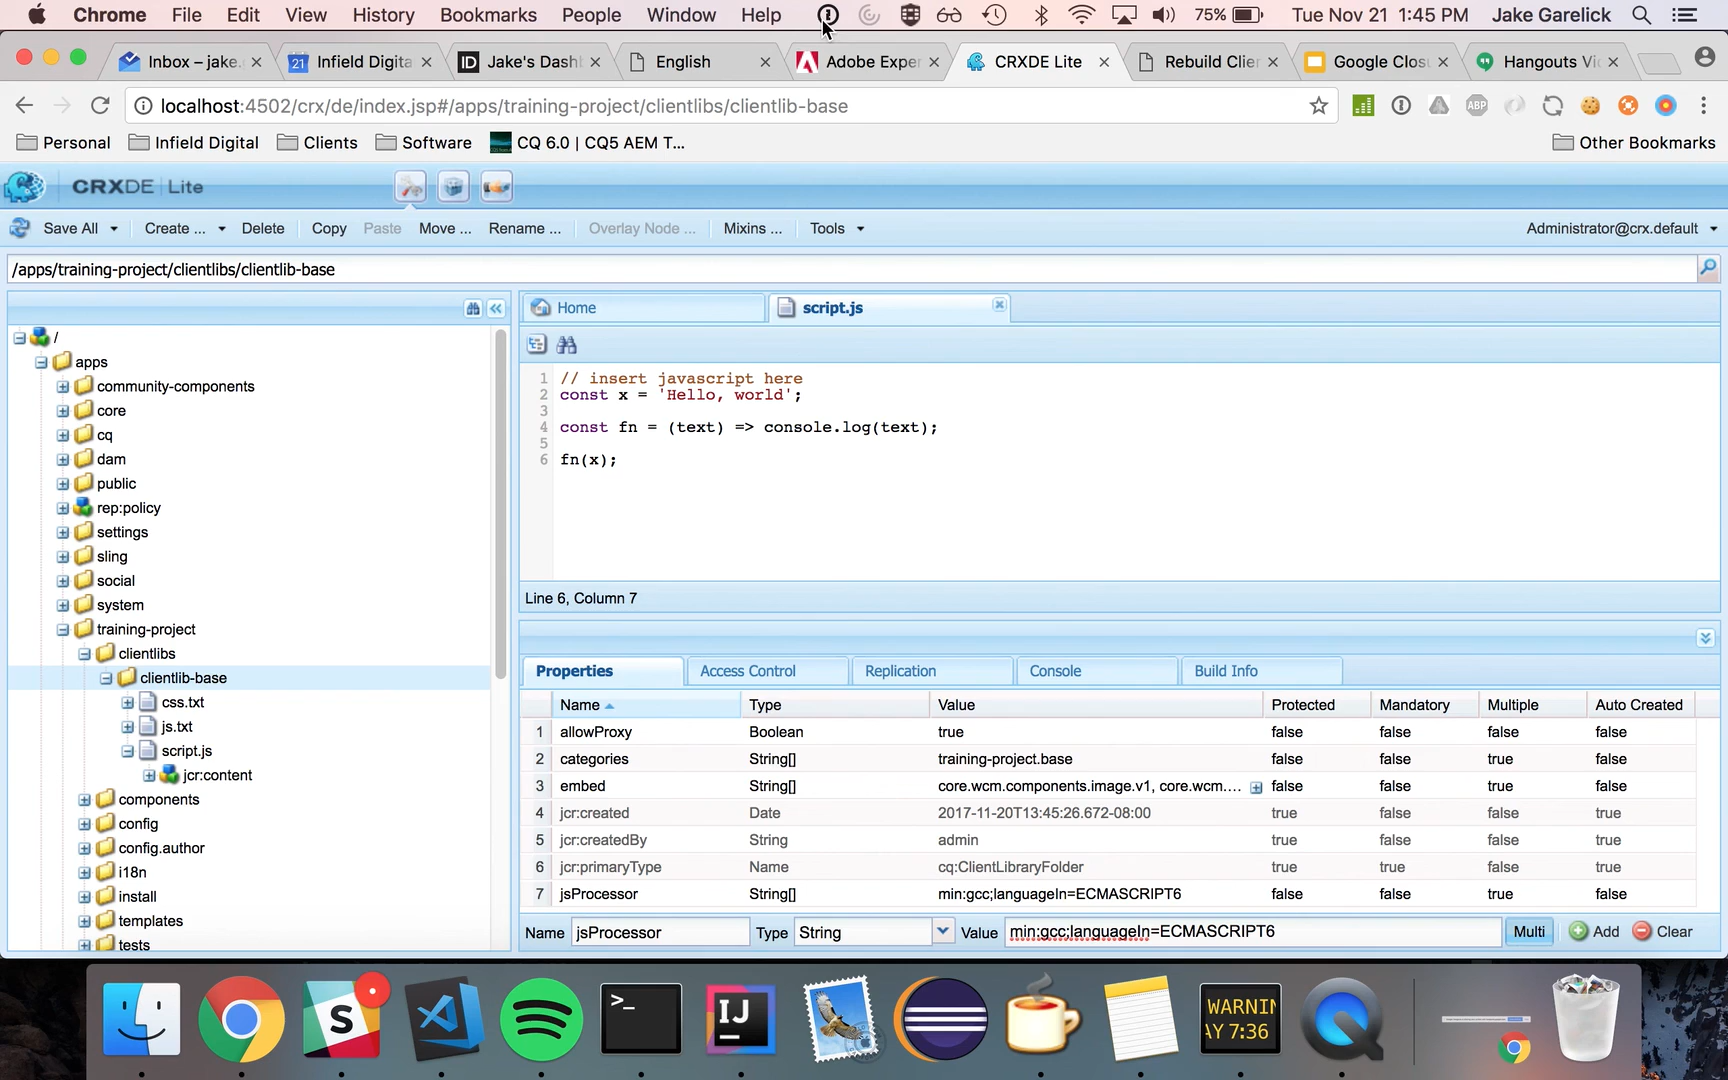 Chrome File Edit View History Bookmarks People Window Help 75% Tue Nov 21 1:45 PM Jake Garelick
Inbox – jake. 21 Infield Digita ID Jake's Dash English Adobe Exper CRXDE Lite Rebuild Clien Google Clos Hangouts Vi
localhost:4502/crx/de/index.jsp#/apps/training-project/clientlibs/clientlib-base ABP
Personal Infield Digital Clients Software CQ 6.0 | CQ5 AEM T... Other Bookmarks
CRXDE | Lite
Save All Create ... Delete Copy Paste Move ... Rename ... Overlay Node ... Mixins ... Tools Administrator@crx.default
/apps/training-project/clientlibs/clientlib-base
/
apps
community-components
core
cq
dam
public
rep:policy
settings
sling
social
system
training-project
clientlibs
clientlib-base
css.txt
js.txt
script.js
jcr:content
components
config
config.author
i18n
install
templates
tests
Home script.js
1 // insert javascript here
2 const x = 'Hello, world';
3
4 const fn = (text) => console.log(text);
5
6 fn(x);
Line 6, Column 7
Properties Access Control Replication Console Build Info
Name Type Value Protected Mandatory Multiple Auto Created
1 allowProxy Boolean true false false false false
2 categories String[] training-project.base false false true false
3 embed String[] core.wcm.components.image.v1, core.wcm.... false false true false
4 jcr:created Date 2017-11-20T13:45:26.672-08:00 true false false true
5 jcr:createdBy String admin true false false true
6 jcr:primaryType Name cq:ClientLibraryFolder true true false true
7 jsProcessor String[] min:gcc;languageIn=ECMASCRIPT6 false false true false
Name jsProcessor Type String Value min:gcc;languageIn=ECMASCRIPT6 Multi Add Clear
S >_ IJ WARNIN
AY 7:36